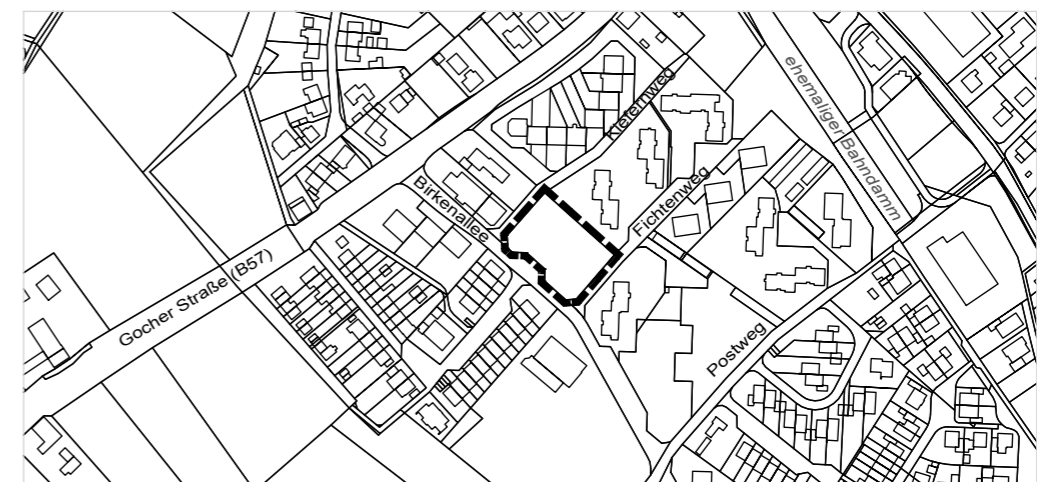 ehemaliger Bahndamm
Kiefernweg
Birkenallee
Fichtenweg
Gocher Straße (B57)
Postweg